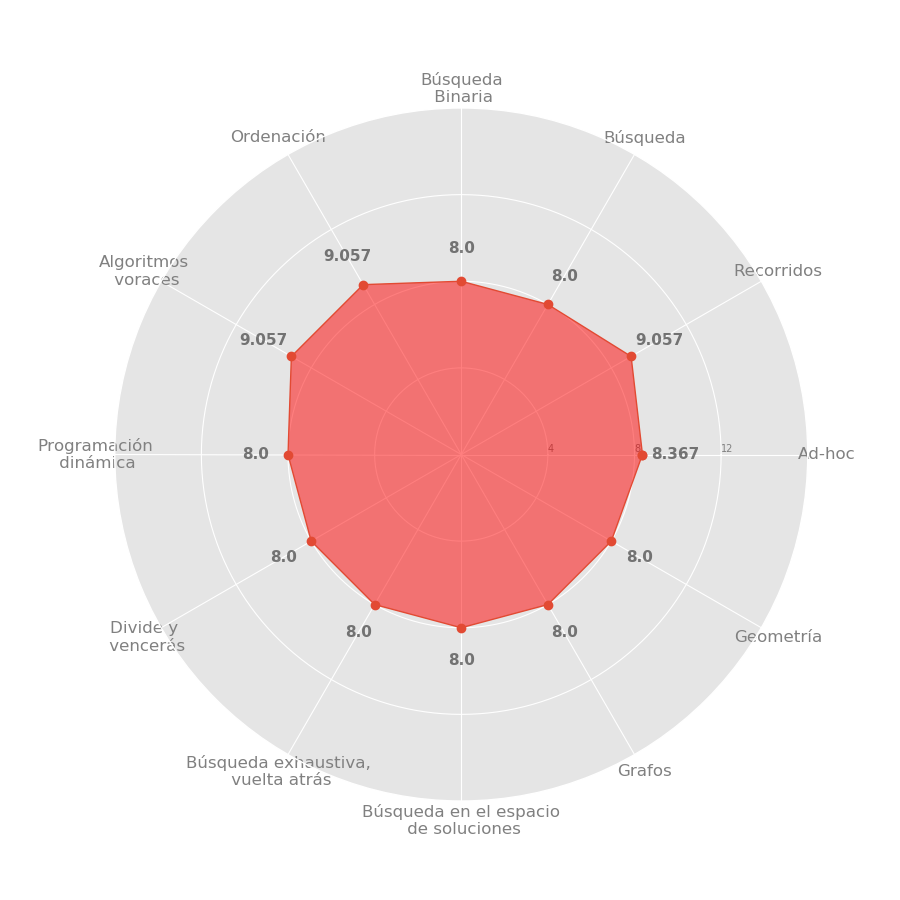 Búsqueda
Binaria
Ordenación
Búsqueda
8.0
9.057
8.0
Algoritmos
voraces
Recorridos
9.057
9.057
Programación
dinámica
8.0
4
8
8.367
12
Ad-hoc
8.0
8.0
Divide y
vencerás
8.0
8.0
Geometría
8.0
Búsqueda exhaustiva,
vuelta atrás
Grafos
Búsqueda en el espacio
de soluciones